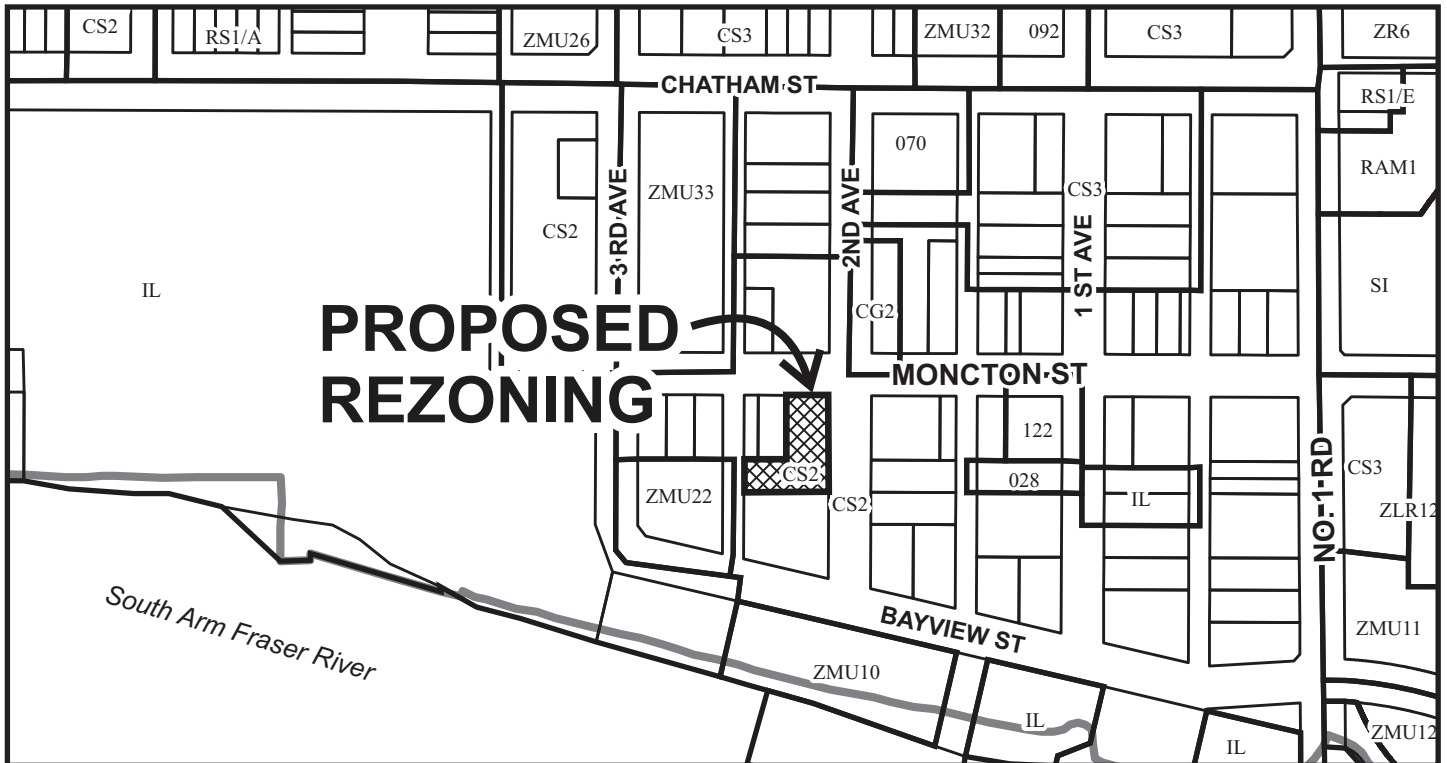 CS2
RS1/A
ZMU26
CS3
ZMU32
092
CS3
ZR6
CHATHAM ST
RS1/E
070
RAM1
ZMU33
CS3
3 RD AVE
2ND AVE
CS2
1 ST AVE
IL
SI
CG2
PROPOSED
REZONING
MONCTON ST
122
CS2
CS3
028
ZMU22
IL
CS2
ZLR12
NO. 1 RD
South Arm Fraser River
BAYVIEW ST
ZMU11
ZMU10
IL
ZMU12
IL